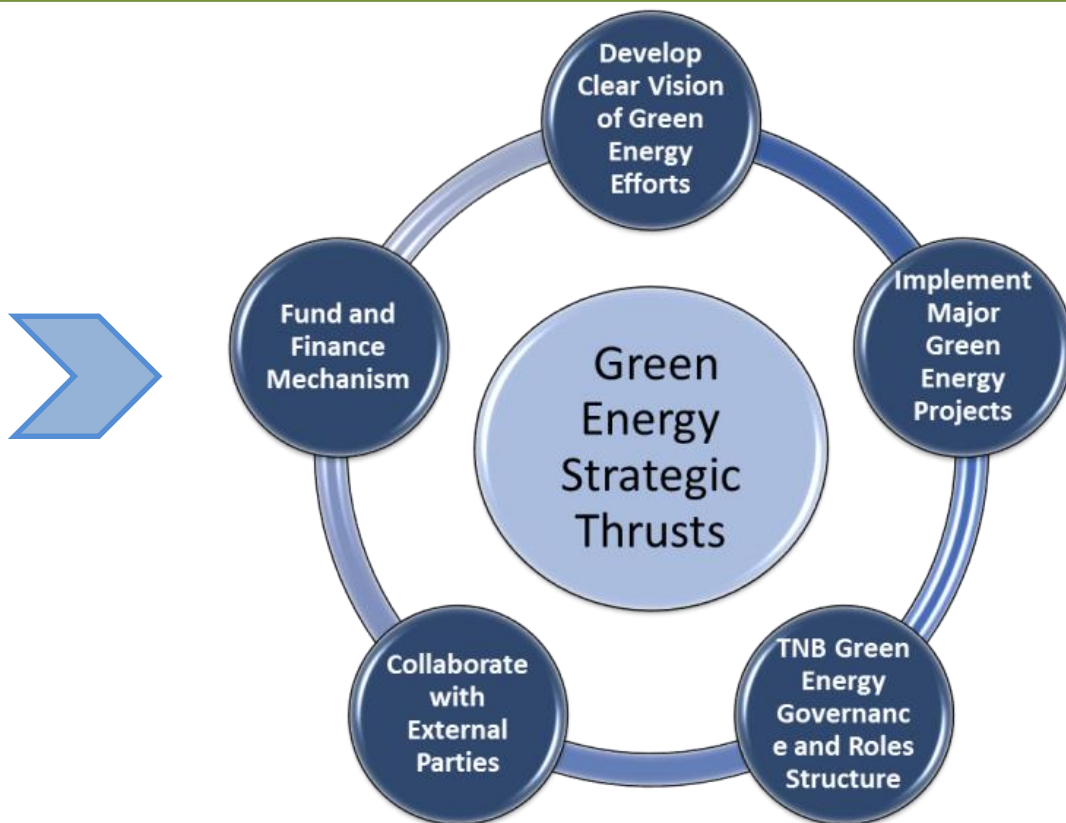 Develop
Clear Vision
of Green
Energy
Efforts
Implement
Major
Green
Energy
Projects
TNB Green
Energy
Governanc
e and Roles
Structure
Collaborate
with
External
Parties
Fund and
Finance
Mechanism
Green
Energy
Strategic
Thrusts